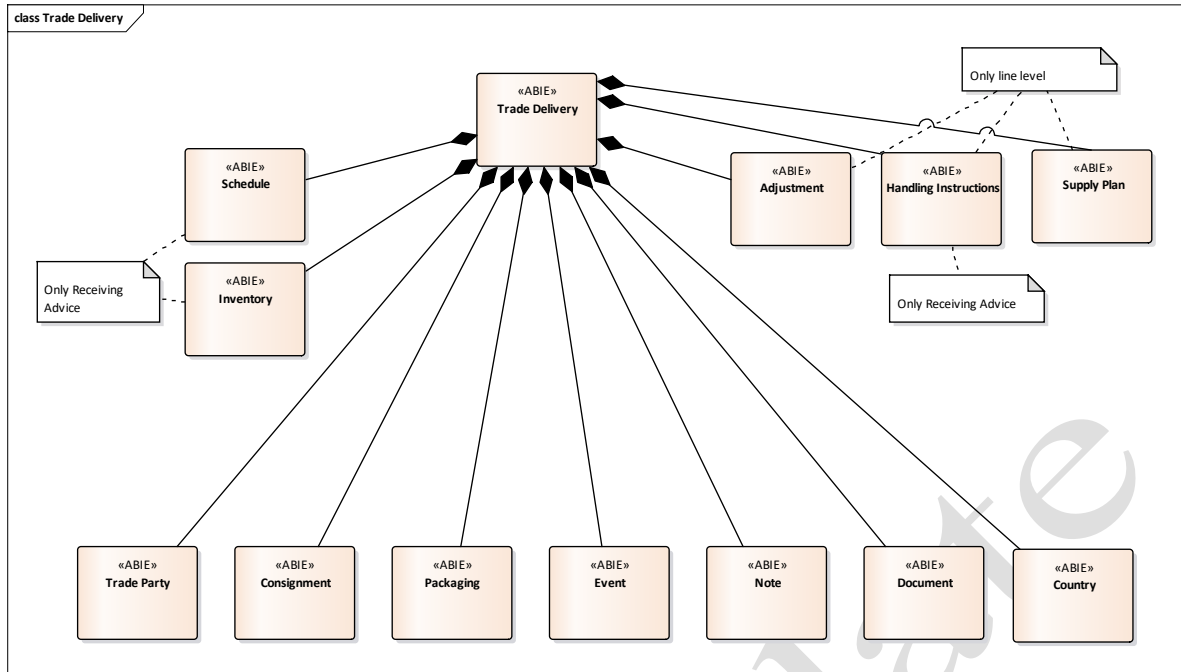 class Trade Delivery
Only line level
«ABIE»
Trade Delivery
«ABIE»
Schedule
«ABIE»
Adjustment
«ABIE»
Handling Instructions
«ABIE»
Supply Plan
Only Receiving
Advice
«ABIE»
Inventory
Only Receiving Advice
«ABIE»
Trade Party
«ABIE»
Consignment
«ABIE»
Packaging
«ABIE»
Event
«ABIE»
Note
«ABIE»
Document
«ABIE»
Country